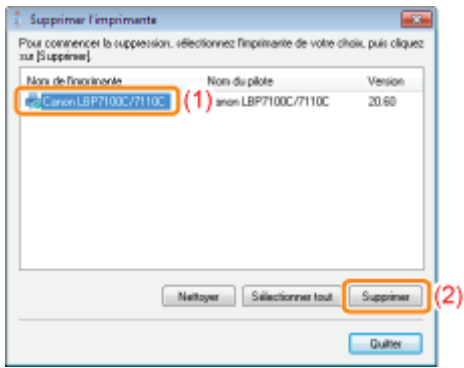 Supprimer l'imprimante
Pour commencer la suppression, sélectionnez l'imprimante de votre choix, puis cliquez
sur [Supprimer].
Nom de l'imprimante Nom du pilote Version
Canon LBP7100C/7110C (1) anon LBP7100C/7110C 20.60
Nettoyer Sélectionner tout Supprimer (2)
Quitter